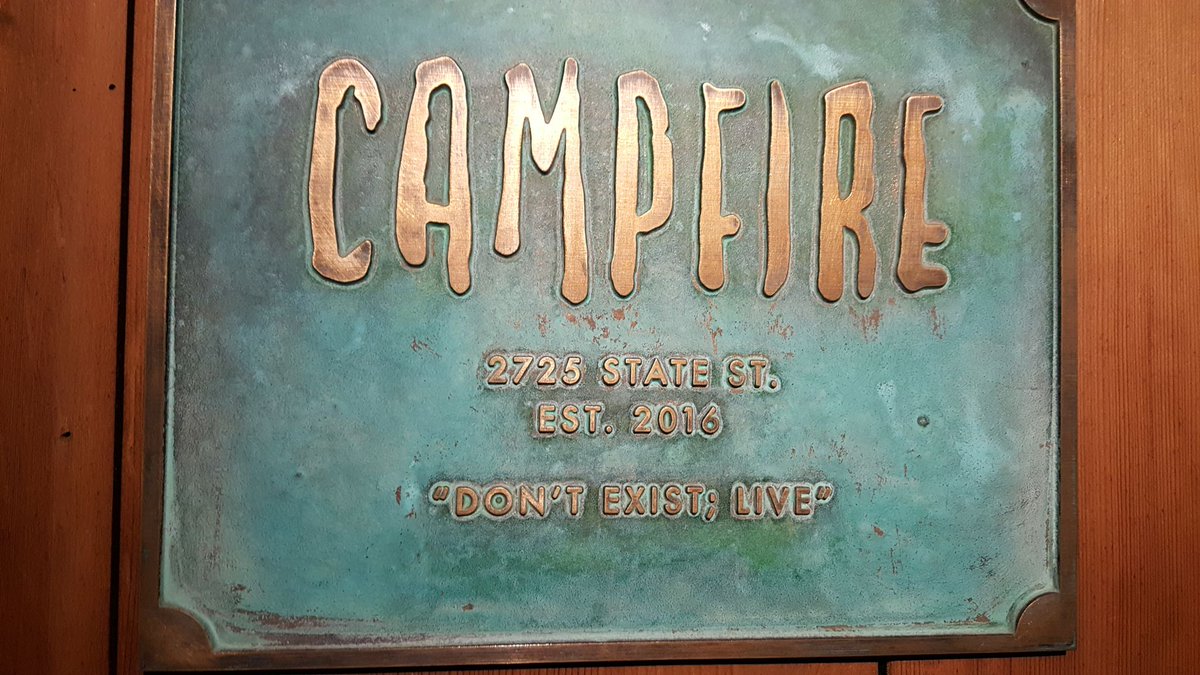 CAMPFIRE
2725 STATE ST.
EST. 2016
“DON’T EXIST; LIVE”